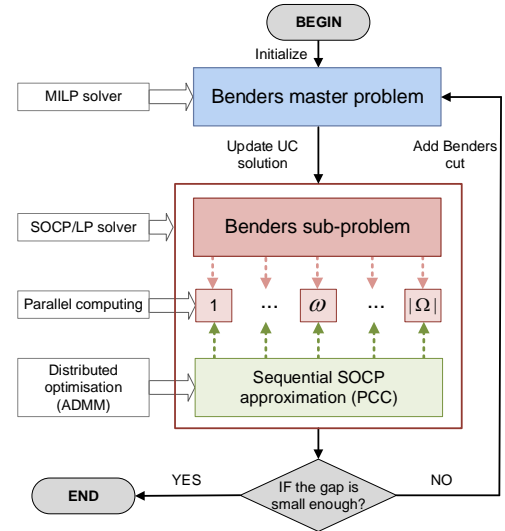 BEGIN
Initialize
MILP solver
Benders master problem
Update UC
solution
Add Benders
cut
SOCP/LP solver
Benders sub-problem
Parallel computing
1
...
ω
...
|Ω|
Distributed
optimisation
(ADMM)
Sequential SOCP
approximation (PCC)
YES
IF the gap is
small enough?
NO
END